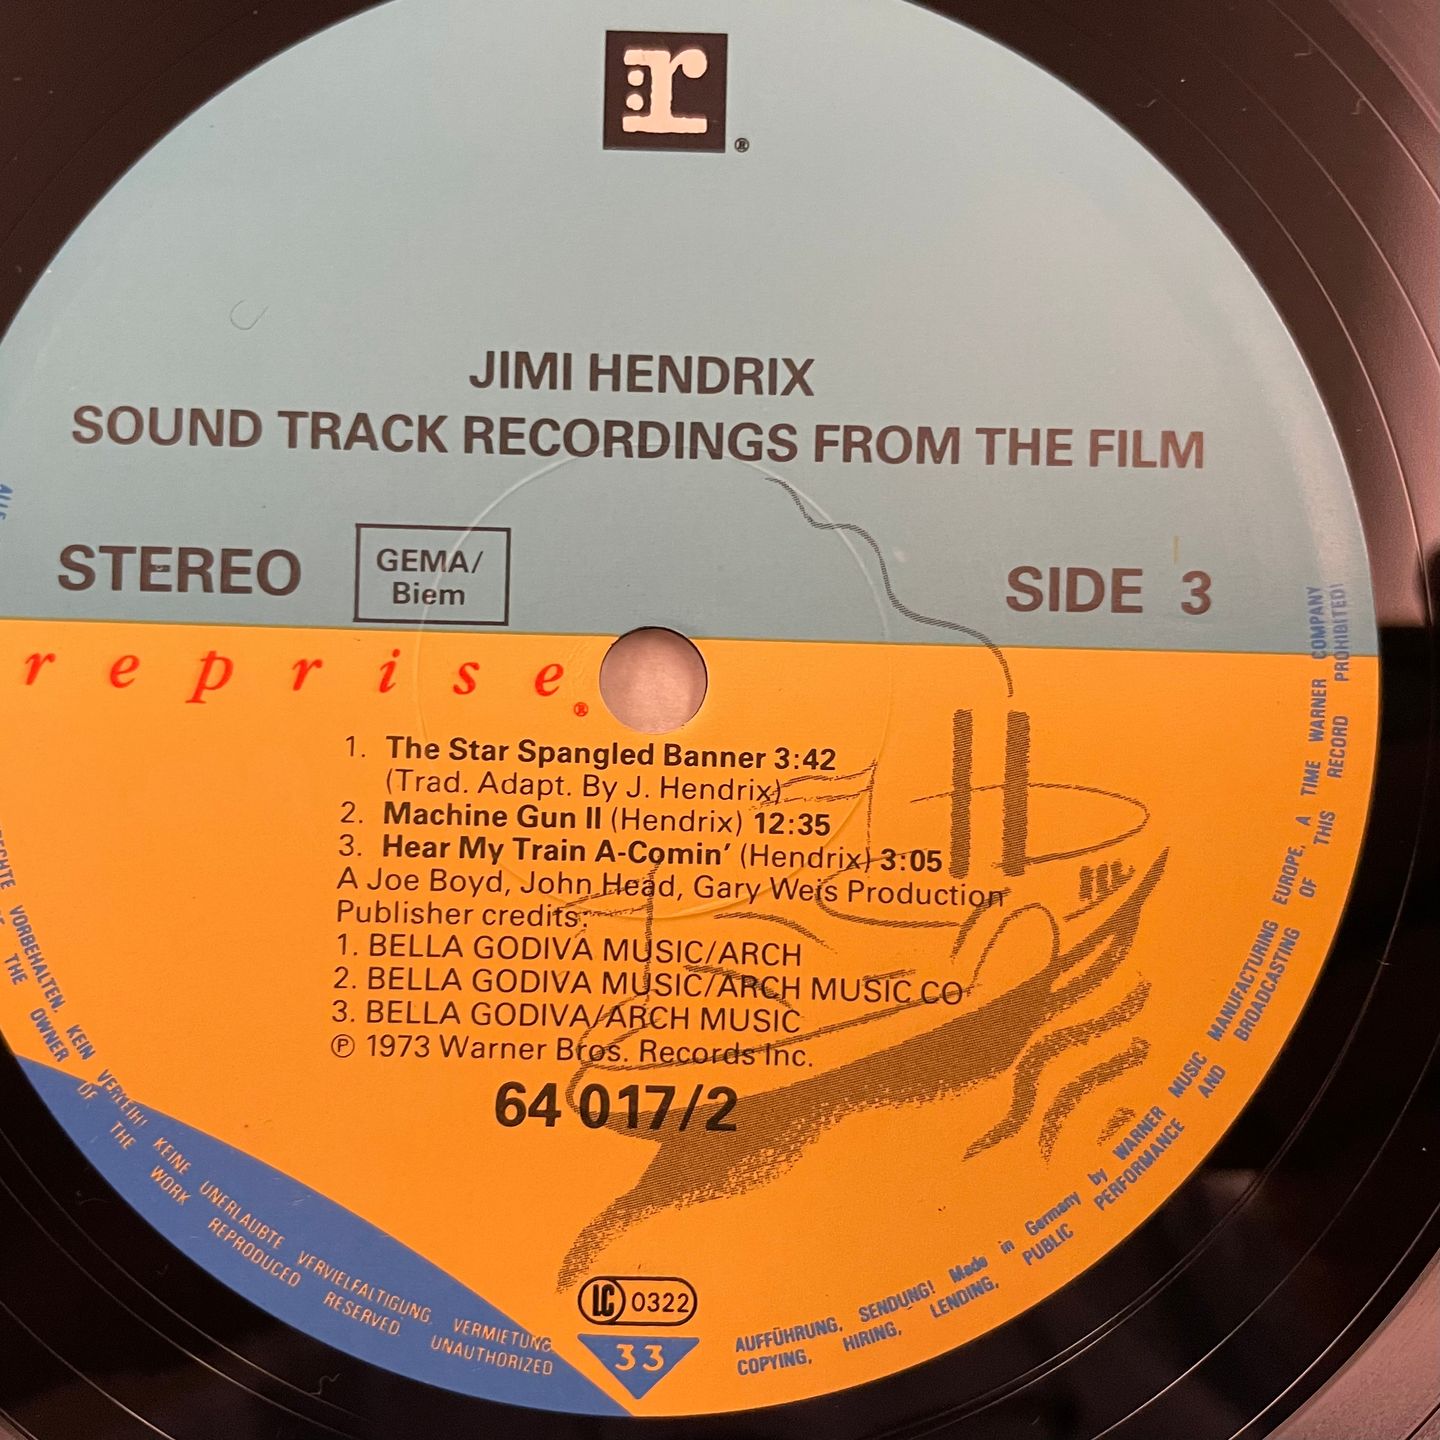 :r®
JIMI HENDRIX
SOUND TRACK RECORDINGS FROM THE FILM
STEREO
GEMA/
Biem
SIDE 3
reprise®
1. The Star Spangled Banner 3:42
(Trad. Adapt. By J. Hendrix)
2. Machine Gun II (Hendrix) 12:35
3. Hear My Train A-Comin' (Hendrix) 3:05
A Joe Boyd, John Head, Gary Weis Production
Publisher credits:
1. BELLA GODIVA MUSIC/ARCH
2. BELLA GODIVA MUSIC/ARCH MUSIC CO
3. BELLA GODIVA/ARCH MUSIC
℗ 1973 Warner Bros. Records Inc.
64 017/2
LC 0322
33
VORBEHALTEN. KEIN VERLEIH! KEINE UNERLAUBTE VERVIELFÄLTIGUNG, VERMIETUNG
THE OWNER OF THE WORK REPRODUCED RESERVED. UNAUTHORIZED
AUFFÜHRUNG, SENDUNG! Made in Germany by WARNER MUSIC MANUFACTURING EUROPE, A TIME WARNER COMPANY
COPYING, HIRING, LENDING, PUBLIC PERFORMANCE AND BROADCASTING OF THIS RECORD PROHIBITED!